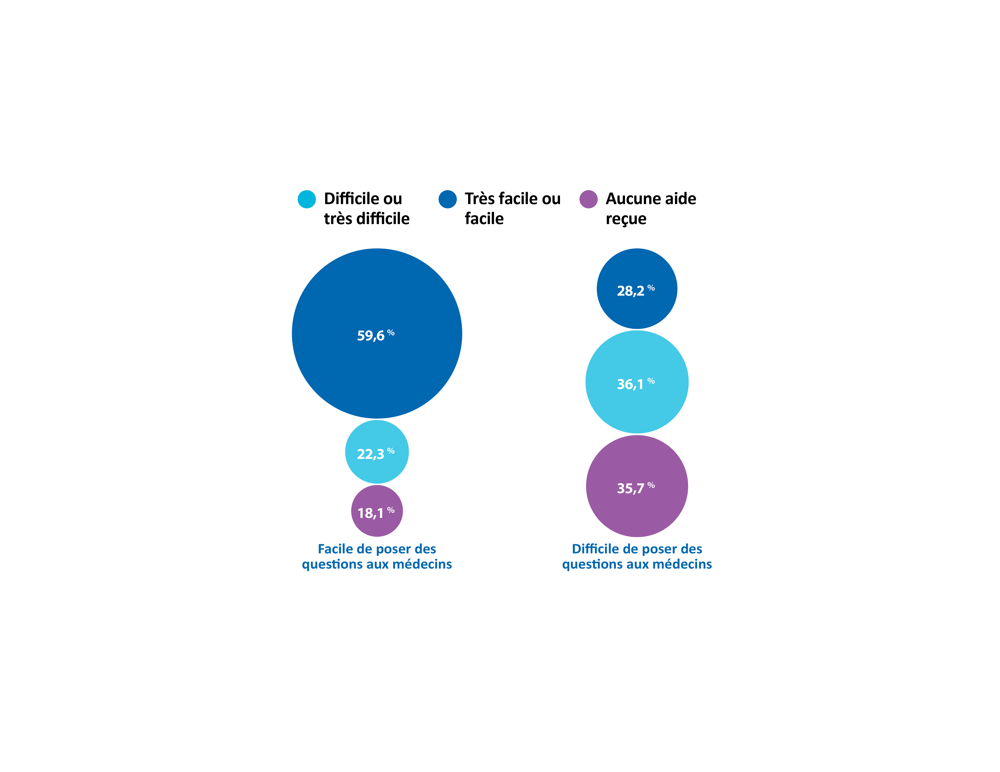 Difficile ou
très difficile
Très facile ou
facile
Aucune aide
reçue
59,6 %
22,3 %
18,1 %
Facile de poser des
questions aux médecins
28,2 %
36,1 %
35,7 %
Difficile de poser des
questions aux médecins